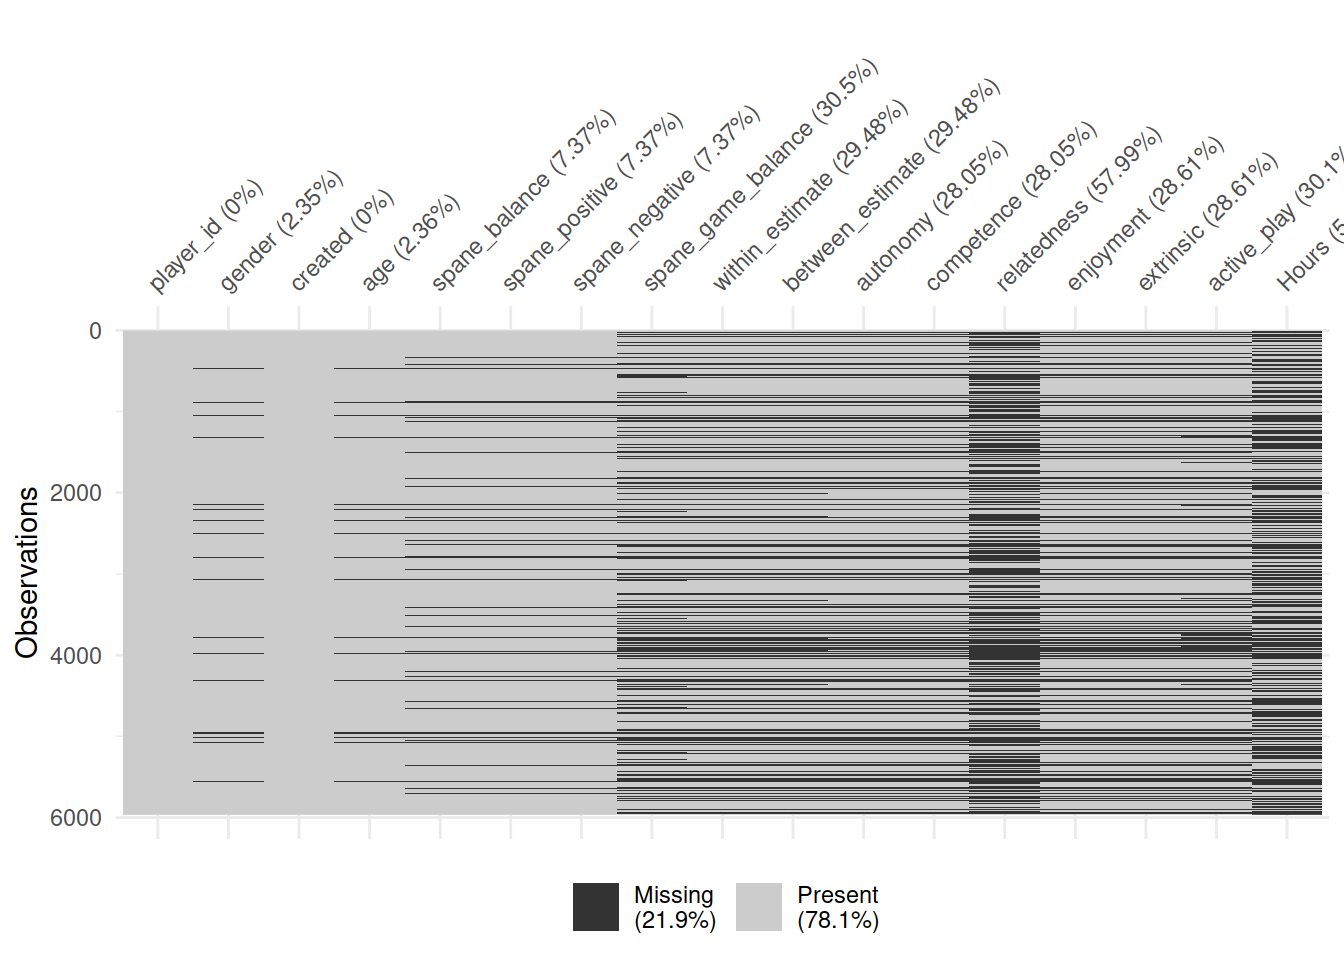 player_id (0%)
gender (2.35%)
created (0%)
age (2.36%)
spane_balance (7.37%)
spane_positive (7.37%)
spane_negative (7.37%)
spane_game_balance (30.5%)
within_estimate (29.48%)
between_estimate (29.48%)
autonomy (28.05%)
competence (28.05%)
relatedness (57.99%)
enjoyment (28.61%)
extrinsic (28.61%)
active_play (30.1%
Hours (5
0
2000
4000
6000
Observations
Missing
(21.9%)
Present
(78.1%)